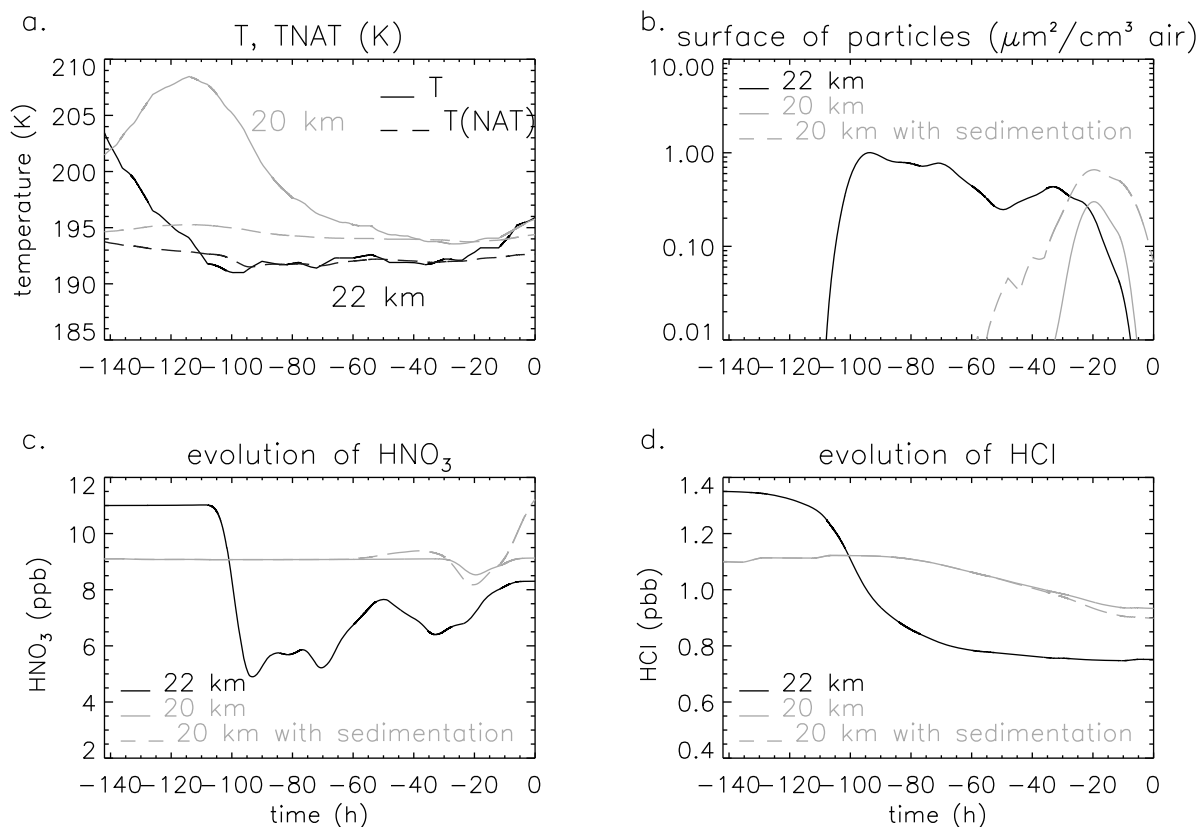 a.
T, TNAT (K)
210
205
200
195
190
185
temperature (K)
20 km
T
T(NAT)
22 km
−140−120−100 −80 −60 −40 −20 0
b.
surface of particles (μm²/cm³ air)
10.00
1.00
0.10
0.01
22 km
20 km
20 km with sedimentation
−140−120−100 −80 −60 −40 −20 0
c.
evolution of HNO₃
12
10
8
6
4
2
HNO₃ (ppb)
22 km
20 km
20 km with sedimentation
−140−120−100 −80 −60 −40 −20 0
time (h)
d.
evolution of HCl
1.4
1.2
1.0
0.8
0.6
0.4
HCl (pbb)
22 km
20 km
20 km with sedimentation
−140−120−100 −80 −60 −40 −20 0
time (h)